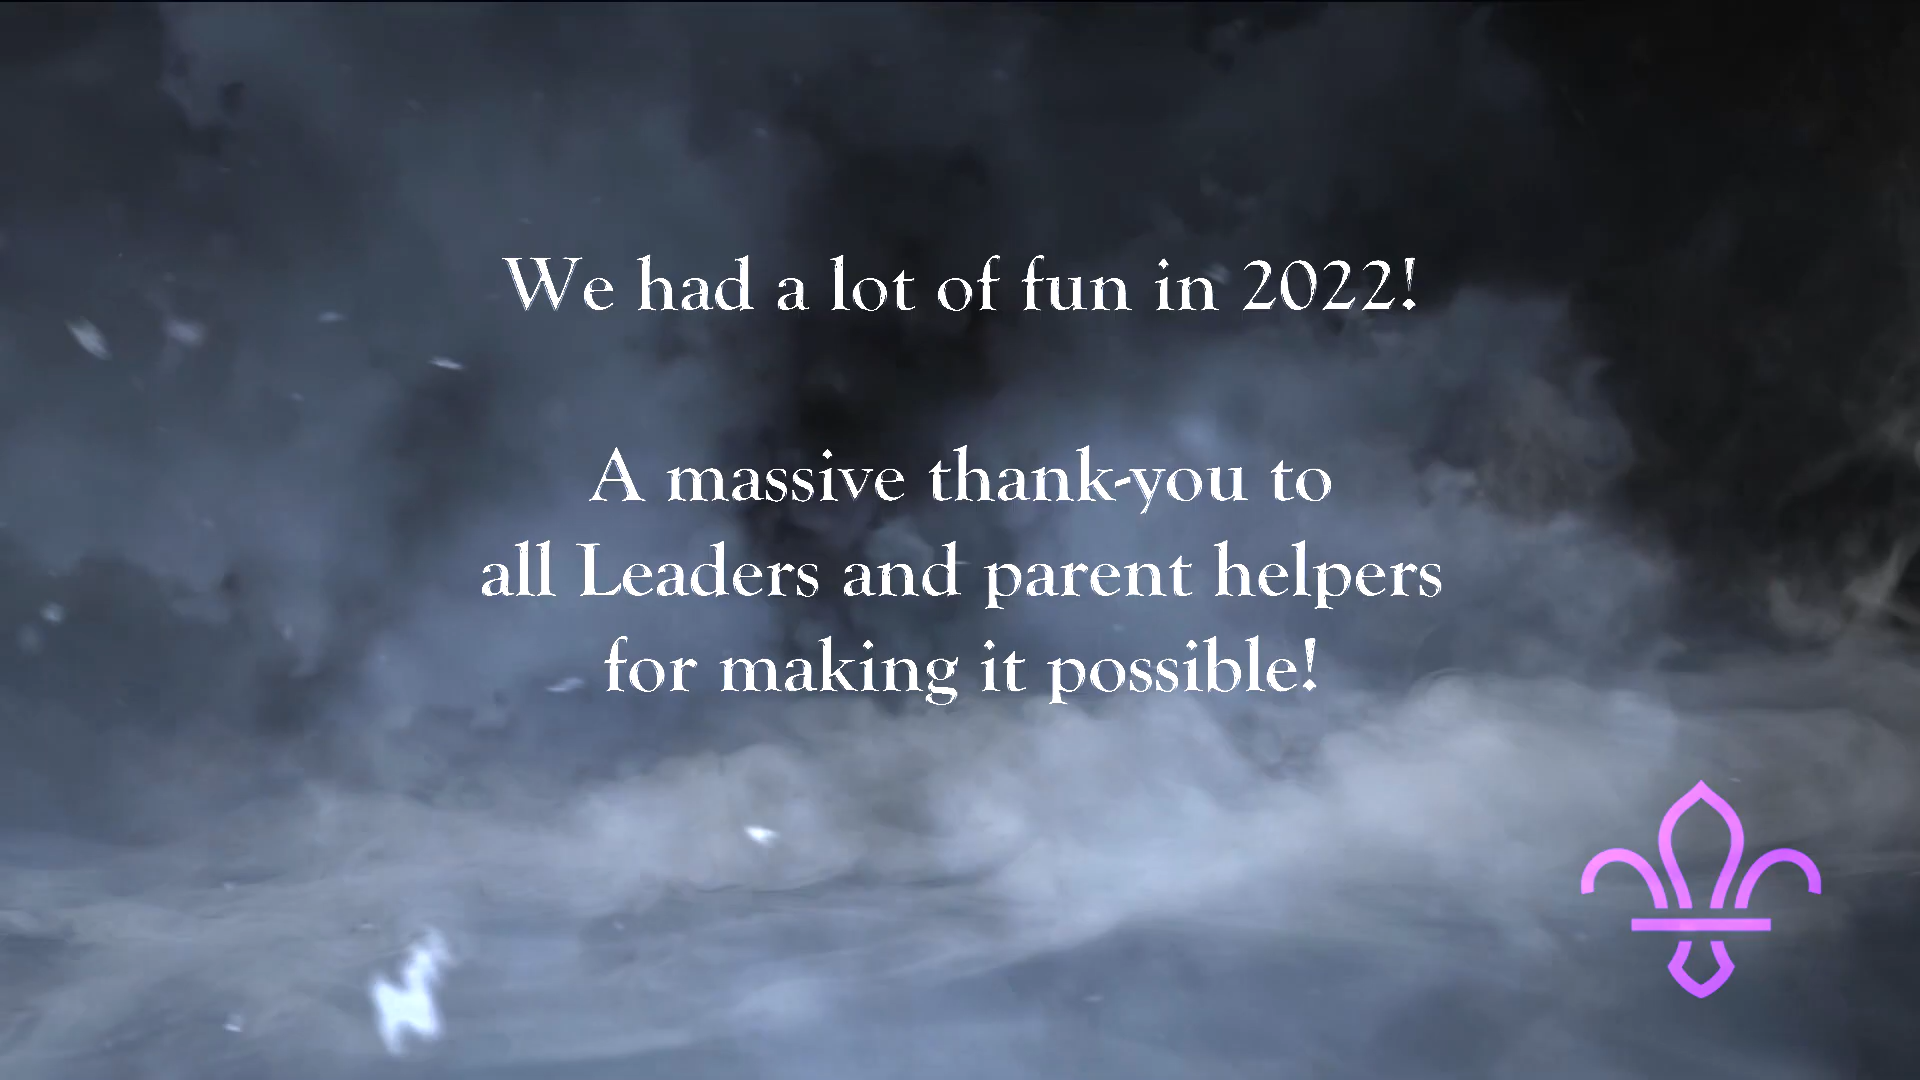 We had a lot of fun in 2022!
A massive thank-you to
all Leaders and parent helpers
for making it possible!